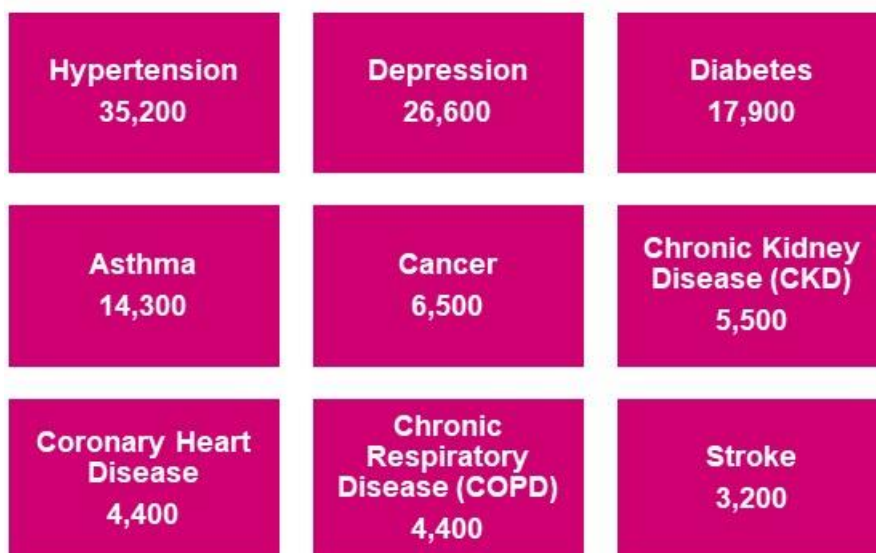 Hypertension
35,200
Depression
26,600
Diabetes
17,900
Asthma
14,300
Cancer
6,500
Chronic Kidney
Disease (CKD)
5,500
Coronary Heart
Disease
4,400
Chronic
Respiratory
Disease (COPD)
4,400
Stroke
3,200